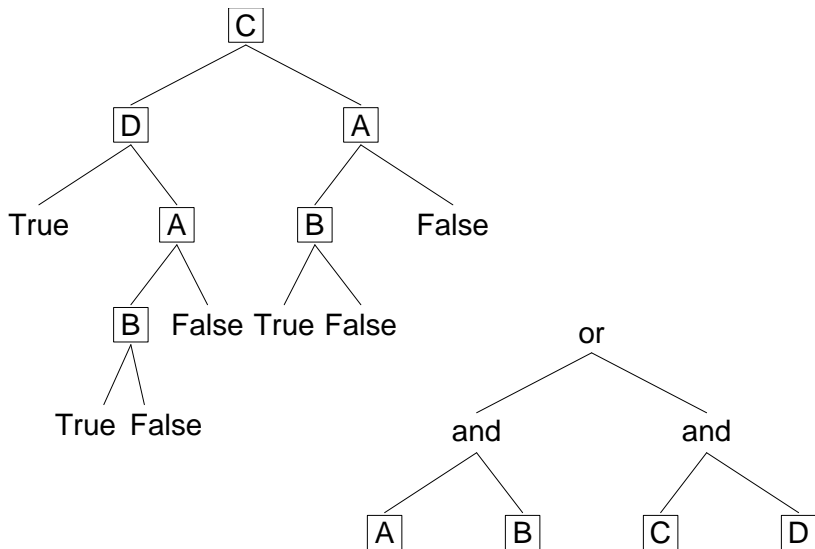 C
D A
True A B False
B False True False
True False
or
and and
A B C D